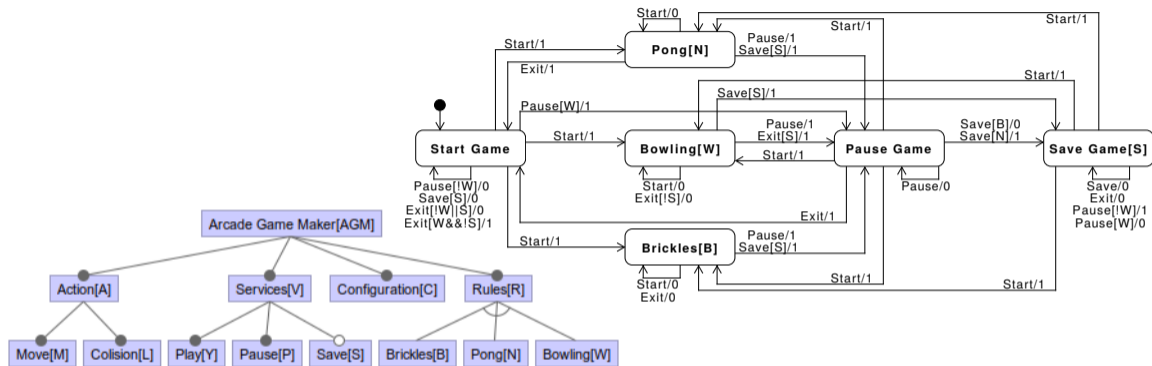 Start/0
Start/1
Start/1
Start/1
Pong[N]
Pause/1
Save[S]/1
Exit/1
Start/1
Save[S]/1
Pause[W]/1
Start Game
Start/1
Bowling[W]
Pause/1
Exit[S]/1
Start/1
Pause Game
Save[B]/0
Save[N]/1
Save Game[S]
Pause[!W]/0
Save[S]/0
Exit[!W||S]/0
Exit[W&&!S]/1
Start/0
Exit[!S]/0
Pause/0
Save/0
Exit/0
Pause[!W]/1
Pause[W]/0
Exit/1
Start/1
Brickles[B]
Pause/1
Save[S]/1
Start/0
Exit/0
Start/1
Start/1
Arcade Game Maker[AGM]
Action[A]
Services[V]
Configuration[C]
Rules[R]
Move[M]
Colision[L]
Play[Y]
Pause[P]
Save[S]
Brickles[B]
Pong[N]
Bowling[W]